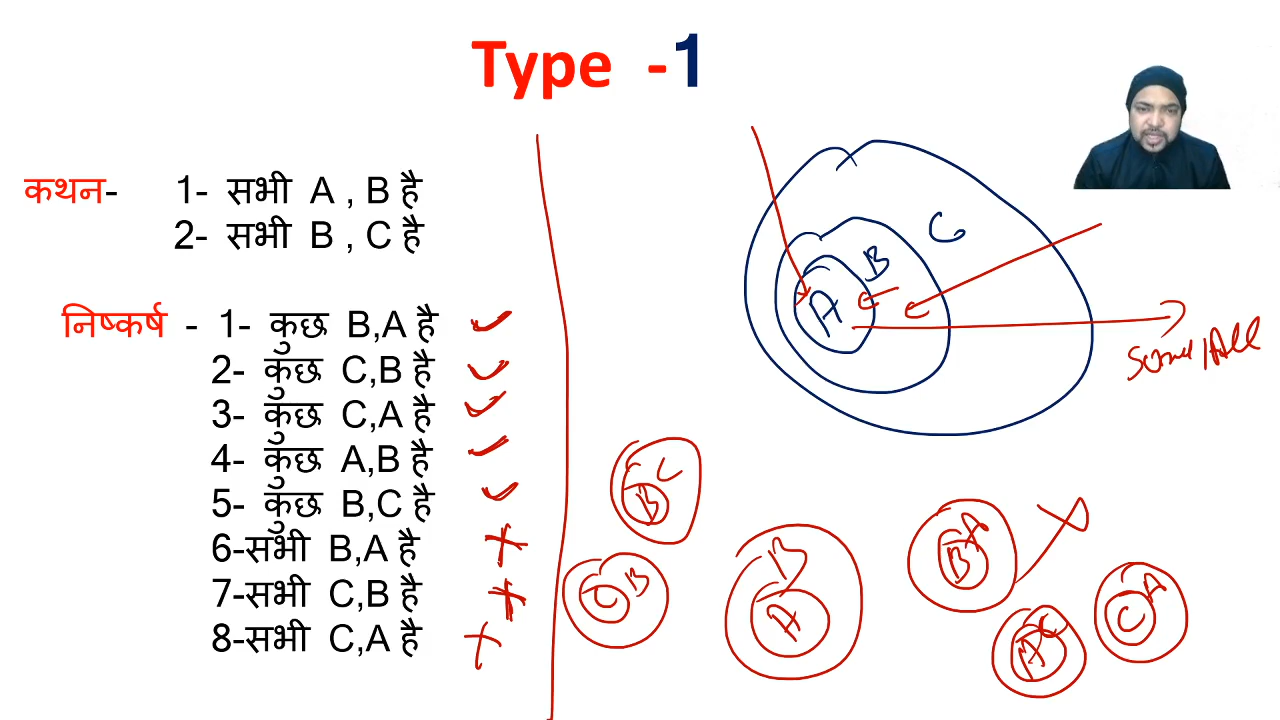 Type -1
कथन- 1- सभी A , B है
2- सभी B , C है
निष्कर्ष - 1- कुछ B,A है
2- कुछ C,B है
3- कुछ C,A है
4- कुछ A,B है
5- कुछ B,C है
6-सभी B,A है
7-सभी C,B है
8-सभी C,A है
C
B
A
Some/All
C
B
B
C
B
A
A
B
C
A
A
C